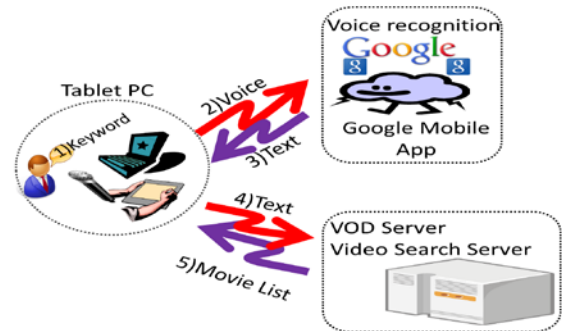 Voice recognition
Google
g
g
Google Mobile
App
Tablet PC
1)Keyword
2)Voice
3)Text
4)Text
5)Movie List
VOD Server
Video Search Server